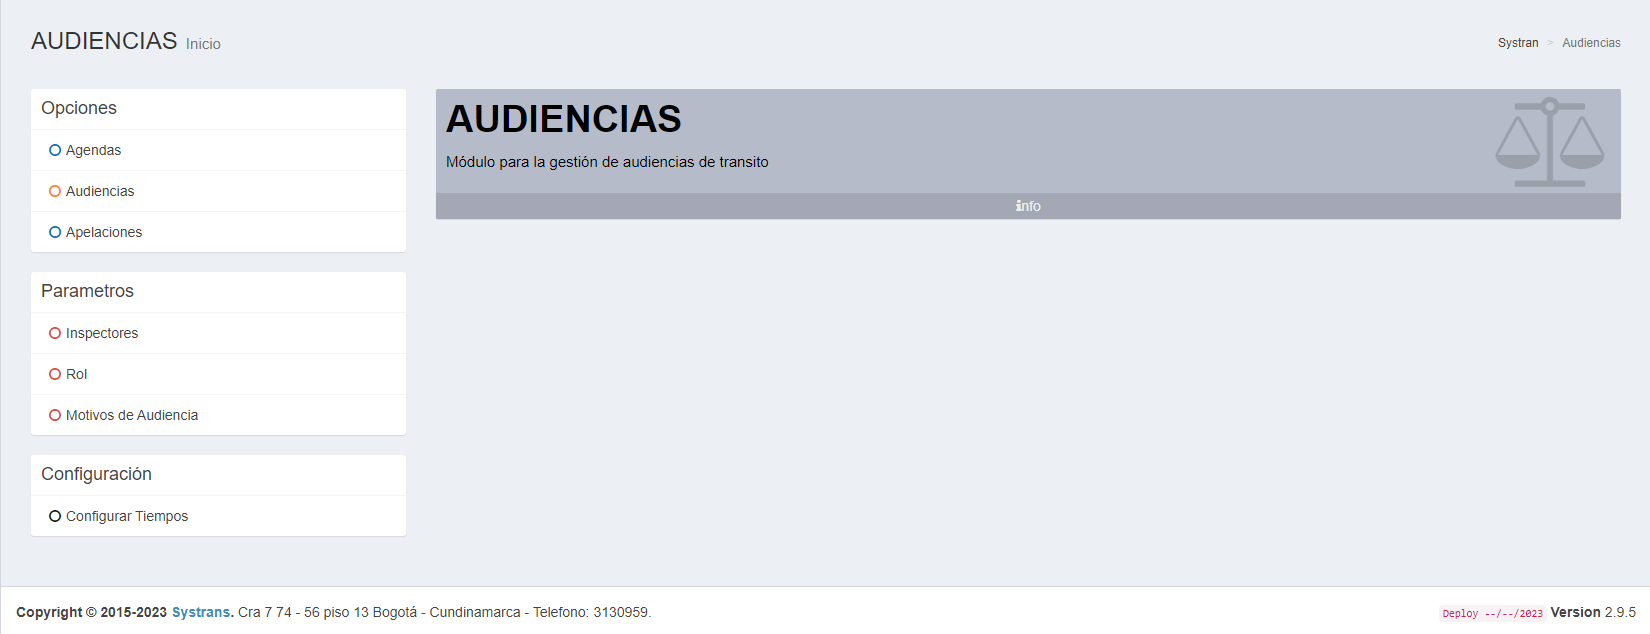 AUDIENCIAS Inicio
Systran > Audiencias
Opciones
Agendas
Audiencias
Apelaciones
Parametros
Inspectores
Rol
Motivos de Audiencia
Configuración
Configurar Tiempos
AUDIENCIAS
Módulo para la gestión de audiencias de transito
info
Copyright © 2015-2023 Systrans. Cra 7 74 - 56 piso 13 Bogotá - Cundinamarca - Telefono: 3130959.
Deploy --/--/2023 Version 2.9.5